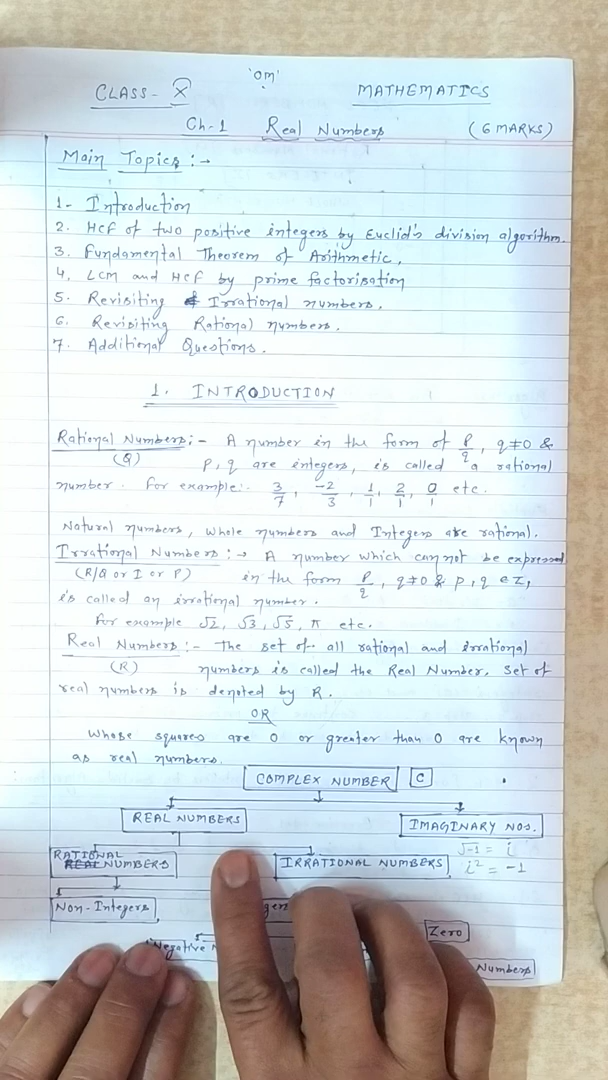 'OM'
CLASS - X MATHEMATICS
Ch-1 Real Numbers (6 MARKS)
Main Topics :→
1- Introduction
2. HCF of two positive integers by Euclid's division algorithm.
3. Fundamental Theorem of Arithmetic,
4. LCM and HCF by prime factorisation
5. Revisiting Irrational numbers.
6. Revisiting Rational numbers.
7. Additional Questions.
1. INTRODUCTION
Rational Numbers :- A number in the form of p/q, q≠0 &
(Q) p, q are integers, is called a rational
number. For example:- 3/7, -2/3, 1/1, 2/1, 0/1 etc.
Natural numbers, Whole numbers and Integers are rational.
Irrational Numbers :→ A number which can not be expressed
(R/Q or I or P) in the form p/q, q≠0 & p, q ∈ I,
is called an irrational number.
For example √2, √3, √5, π etc.
Real Numbers :- The set of all rational and irrational
(R) numbers is called the Real Number. Set of
real numbers is denoted by R.
OR
Whose squares are 0 or greater than 0 are known
as real numbers.
COMPLEX NUMBER C
REAL NUMBERS IMAGINARY NOS.
√-1 = i
RATIONAL
NUMBERS IRRATIONAL NUMBERS i² = -1
Non-Integers
Zero
Negative
Numbers